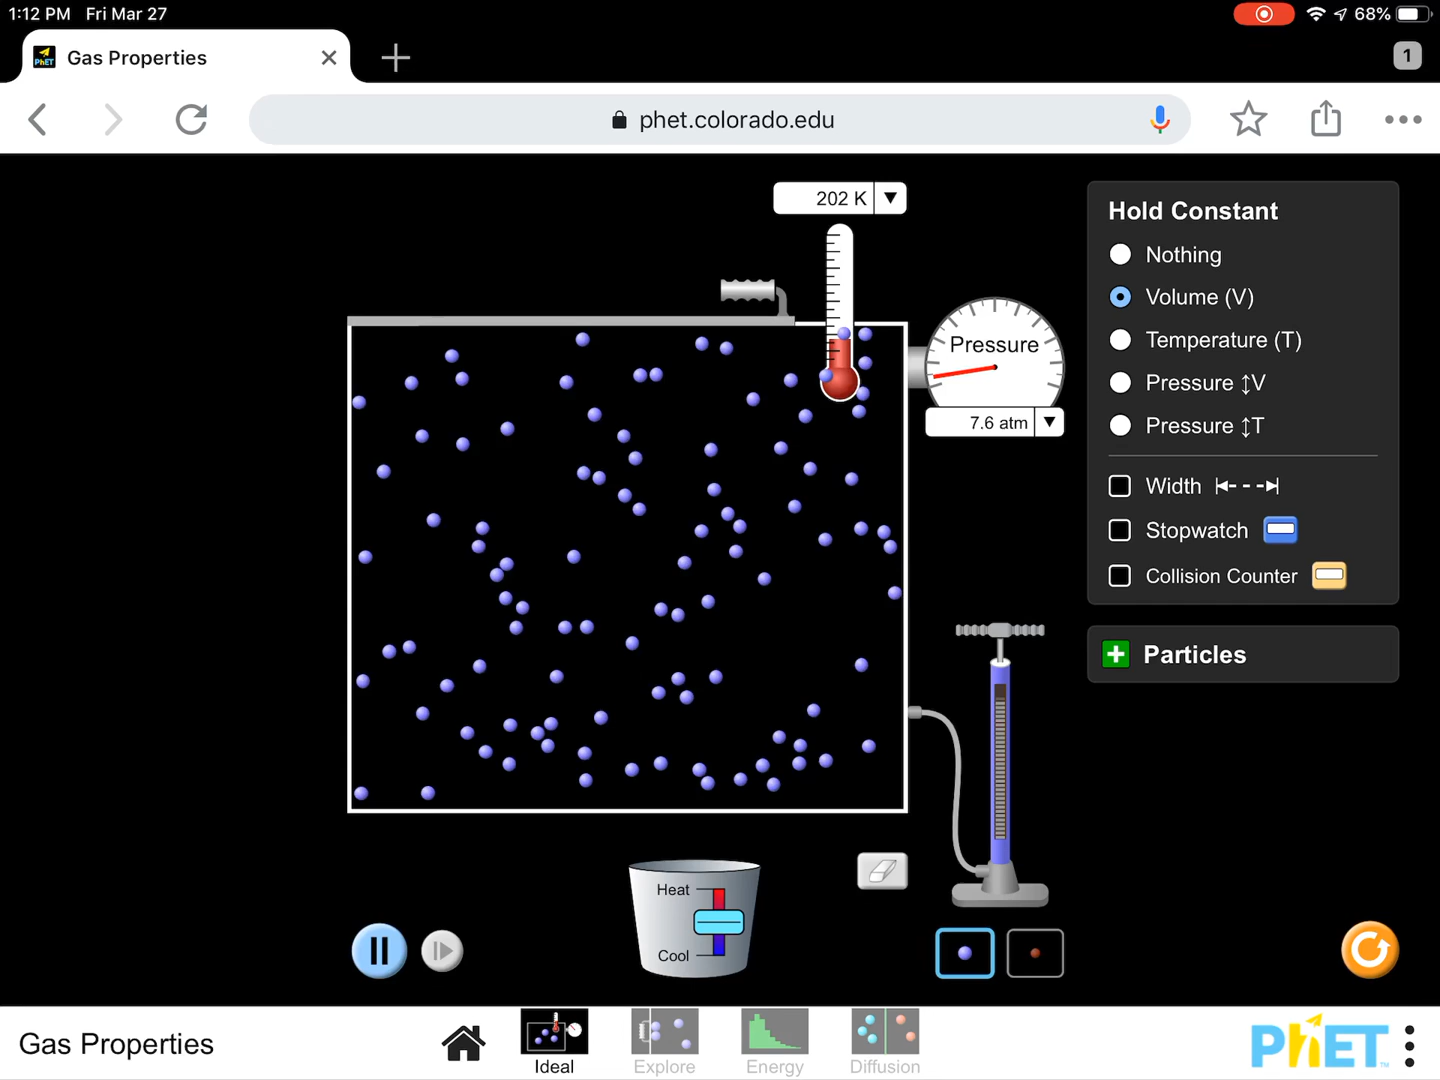 1:12 PM Fri Mar 27
68%
Gas Properties
1
phet.colorado.edu
202 K
Hold Constant
Nothing
Volume (V)
Temperature (T)
Pressure ↕V
Pressure ↕T
Pressure
7.6 atm
Width
Stopwatch
Collision Counter
Particles
Heat
Cool
Gas Properties
Ideal
Explore
Energy
Diffusion
PhET